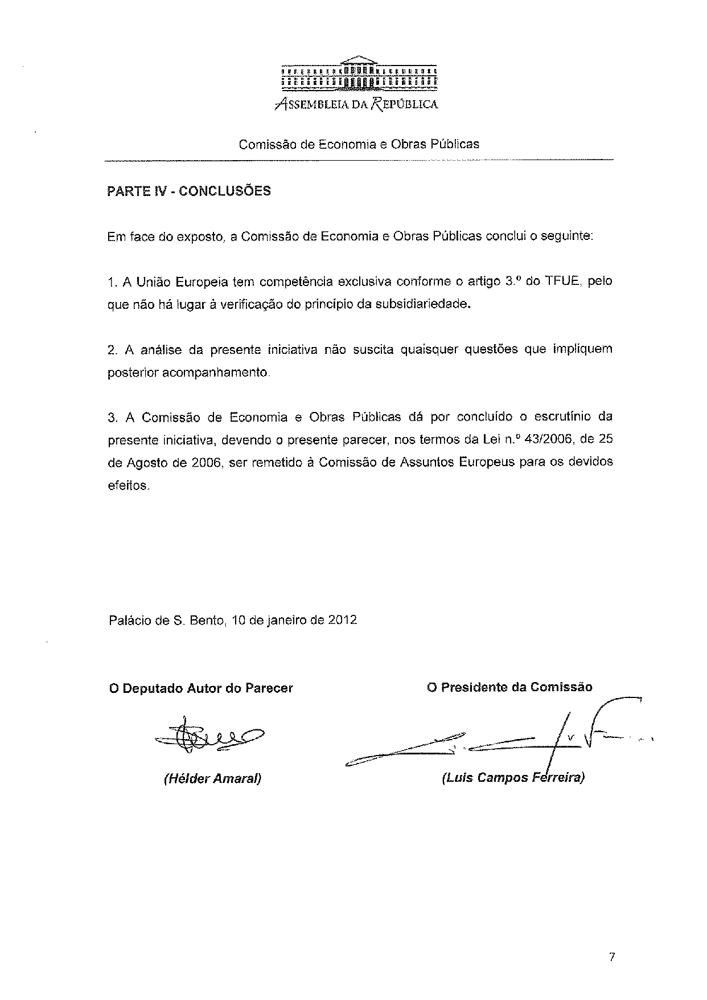 ASSEMBLEIA DA REPÚBLICA
Comissão de Economia e Obras Públicas
PARTE IV - CONCLUSÕES
Em face do exposto, a Comissão de Economia e Obras Públicas conclui o seguinte:
1. A União Europeia tem competência exclusiva conforme o artigo 3.º do TFUE, pelo
que não há lugar à verificação do princípio da subsidiariedade.
2. A análise da presente iniciativa não suscita quaisquer questões que impliquem
posterior acompanhamento.
3. A Comissão de Economia e Obras Públicas dá por concluído o escrutínio da
presente iniciativa, devendo o presente parecer, nos termos da Lei n.º 43/2006, de 25
de Agosto de 2006, ser remetido à Comissão de Assuntos Europeus para os devidos
efeitos.
Palácio de S. Bento, 10 de janeiro de 2012
O Deputado Autor do Parecer O Presidente da Comissão
(Hélder Amaral) (Luis Campos Ferreira)
7